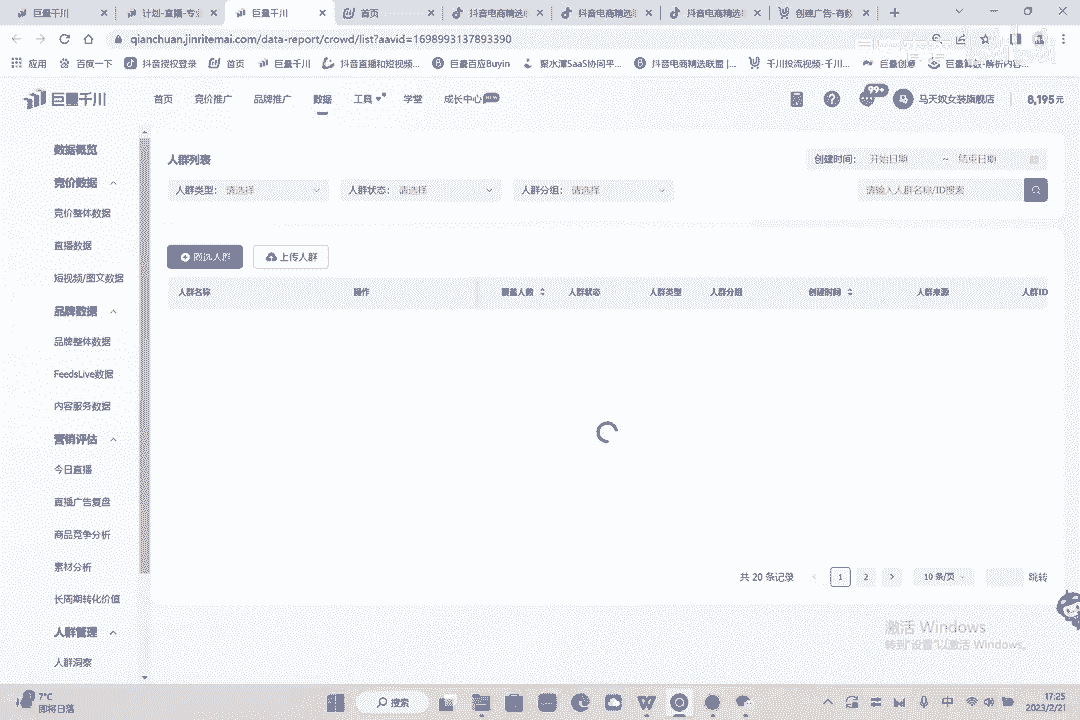 巨量千川
计划-直播-专业
巨量千川
首页
抖音电商精选联
抖音电商精选联
抖音电商精选联
创建广告-有数
qianchuan.jinritemai.com/data-report/crowd/list?aavid=1698993137893390
应用 百度一下 抖音授权登录 首页 巨量千川 抖音直播和短视频... 巨量百应Buyin 聚水潭SaaS协同平... 抖音电商精选联盟 |... 千川投流视频-千川... 巨量创意
巨量千川 首页 竞价推广 品牌推广 数据 工具 学堂 成长中心 NEW 99+ 马天奴女装旗舰店 8,195元
数据概览
竞价数据
竞价整体数据
直播数据
短视频/图文数据
品牌数据
品牌整体数据
FeedsLive数据
内容服务数据
营销评估
今日直播
直播广告复盘
商品竞争分析
素材分析
长周期转化价值
人群管理
人群洞察
人群列表
创建时间: 开始日期 ~ 结束日期
人群类型: 请选择 人群状态: 请选择 人群分组: 请选择 请输入人群名称/ID搜索
圈选人群 上传人群
人群名称 操作 覆盖人数 人群状态 人群类型 人群分组 创建时间 人群来源 人群ID
共 20 条记录 1 2 10 条/页 跳转
激活 Windows
转到"设置"以激活 Windows。
7°C
即将日落
搜索
中
17:25
2023/2/21